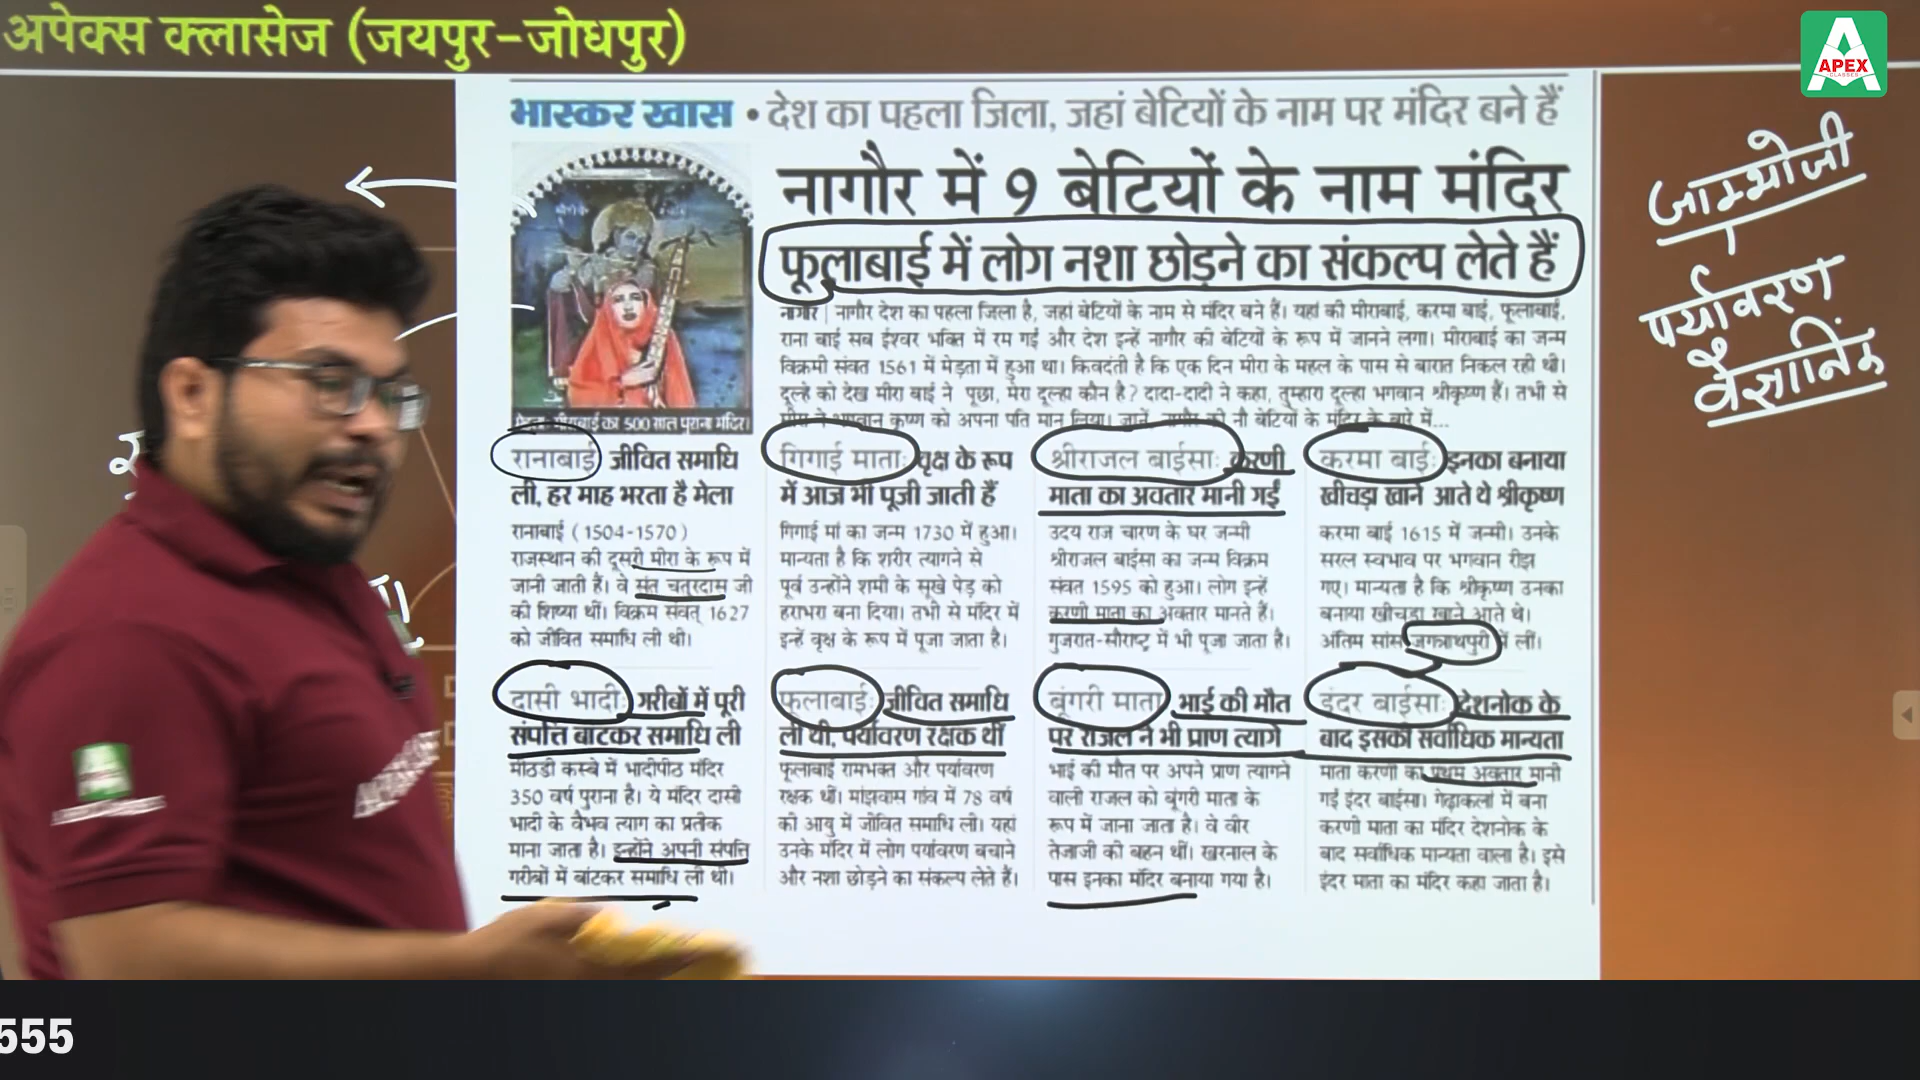 अपेक्स क्लासेज (जयपुर-जोधपुर)
APEX
CLASSES
भास्कर खास • देश का पहला जिला, जहां बेटियों के नाम पर मंदिर बने हैं
नागौर में 9 बेटियों के नाम मंदिर
फूलाबाई में लोग नशा छोड़ने का संकल्प लेते हैं
नागौर | नागौर देश का पहला जिला है, जहां बेटियों के नाम से मंदिर बने हैं। यहां की मीराबाई, करमा बाई, फूलाबाई,
राना बाई सब ईश्वर भक्ति में रम गई और देश इन्हें नागौर की बेटियों के रूप में जानने लगा। मीराबाई का जन्म
विक्रमी संवत 1561 में मेड़ता में हुआ था। किवदंती है कि एक दिन मीरा के महल के पास से बारात निकल रही थी।
दूल्हे को देख मीरा बाई ने पूछा, मेरा दूल्हा कौन है? दादा-दादी ने कहा, तुम्हारा दूल्हा भगवान श्रीकृष्ण हैं। तभी से
मीरा ने भगवान कृष्ण को अपना पति मान लिया। जानें, नागौर की नौ बेटियों के मंदिर के बारे में...
मीराबाई का 500 साल पुराना मंदिर।
रानाबाई जीवित समाधि
ली, हर माह भरता है मेला
रानाबाई (1504-1570)
राजस्थान की दूसरी मीरा के रूप में
जानी जाती हैं। वे संत चतुरदास जी
की शिष्या थीं। विक्रम संवत् 1627
को जीवित समाधि ली थी।
गिगाई माता: वृक्ष के रूप
में आज भी पूजी जाती हैं
गिगाई मां का जन्म 1730 में हुआ।
मान्यता है कि शरीर त्यागने से
पूर्व उन्होंने शमी के सूखे पेड़ को
हराभरा बना दिया। तभी से मंदिर में
इन्हें वृक्ष के रूप में पूजा जाता है।
श्रीराजल बाईसा: करणी
माता का अवतार मानी गईं
उदय राज चारण के घर जन्मी
श्रीराजल बाईसा का जन्म विक्रम
संवत 1595 को हुआ। लोग इन्हें
करणी माता का अवतार मानते हैं।
गुजरात-सौराष्ट्र में भी पूजा जाता है।
करमा बाई: इनका बनाया
खीचड़ा खाने आते थे श्रीकृष्ण
करमा बाई 1615 में जन्मी। उनके
सरल स्वभाव पर भगवान रीझ
गए। मान्यता है कि श्रीकृष्ण उनका
बनाया खीचड़ा खाने आते थे।
अंतिम सांस जगन्नाथपुरी में लीं।
दासी भादी: गरीबों में पूरी
संपत्ति बांटकर समाधि ली
मीठडी कस्बे में भादीपीठ मंदिर
350 वर्ष पुराना है। ये मंदिर दासी
भादी के वैभव त्याग का प्रतीक
माना जाता है। इन्होंने अपनी संपत्ति
गरीबों में बांटकर समाधि ली थी।
फूलाबाई: जीवित समाधि
ली थी, पर्यावरण रक्षक थीं
फूलाबाई रामभक्त और पर्यावरण
रक्षक थीं। मांझवास गांव में 78 वर्ष
की आयु में जीवित समाधि ली। यहां
उनके मंदिर में लोग पर्यावरण बचाने
और नशा छोड़ने का संकल्प लेते हैं।
बूंगरी माता भाई की मौत
पर राजल ने भी प्राण त्यागे
भाई की मौत पर अपने प्राण त्यागने
वाली राजल को बूंगरी माता के
रूप में जाना जाता है। वे वीर
तेजाजी की बहन थीं। खरनाल के
पास इनका मंदिर बनाया गया है।
इंदर बाईसा: देशनोक के
बाद इसकी सर्वाधिक मान्यता
माता करणी का प्रथम अवतार मानी
गई इंदर बाईसा। गेढ़ाकलां में बना
करणी माता का मंदिर देशनोक के
बाद सर्वाधिक मान्यता वाला है। इसे
इंदर माता का मंदिर कहा जाता है।
जाम्भोजी
पर्यावरण
वैज्ञानिक
555